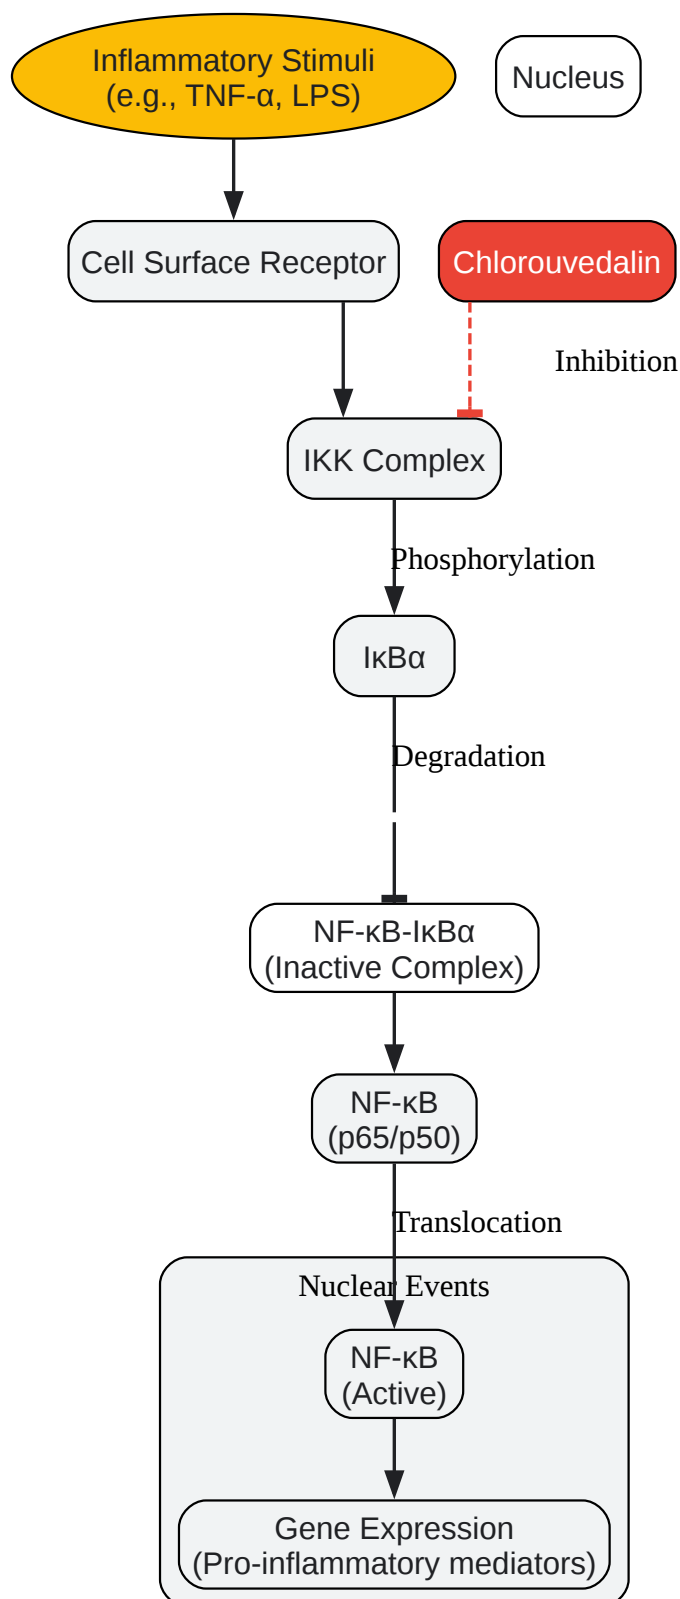 Inflammatory Stimuli
(e.g., TNF-α, LPS)
Nucleus
Cell Surface Receptor
Chlorouvedalin
Inhibition
IKK Complex
Phosphorylation
IκBα
Degradation
NF-κB-IκBα
(Inactive Complex)
NF-κB
(p65/p50)
Translocation
Nuclear Events
NF-κB
(Active)
Gene Expression
(Pro-inflammatory mediators)